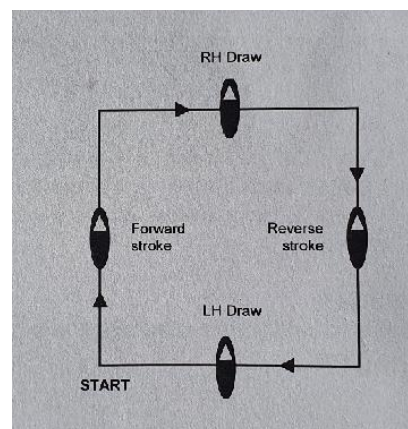 RH Draw
Forward
stroke
Reverse
stroke
LH Draw
START